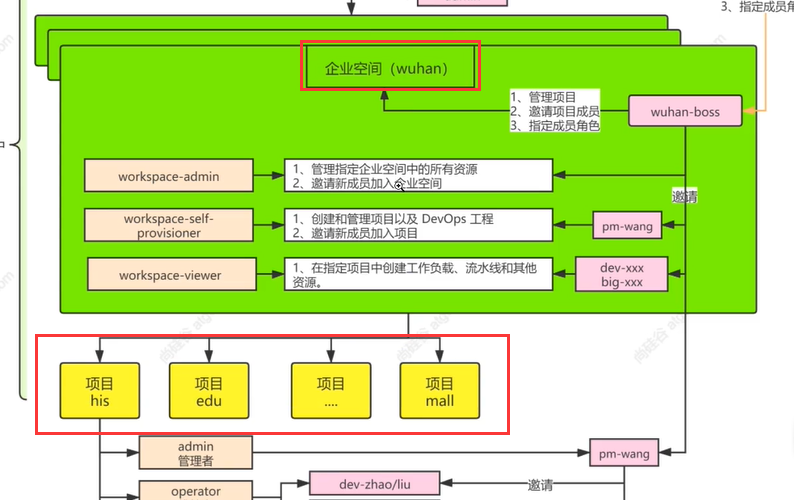 3、指定成员角
企业空间（wuhan）
1、管理项目
2、邀请项目成员
3、指定成员角色
wuhan-boss
中
workspace-admin
1、管理指定企业空间中的所有资源
2、邀请新成员加入企业空间
邀请
workspace-self-
provisioner
1、创建和管理项目以及 DevOps 工程
2、邀请新成员加入项目
pm-wang
workspace-viewer
1、在指定项目中创建工作负载、流水线和其他
资源。
dev-xxx
big-xxx
项目
his
项目
edu
项目
....
项目
mall
admin
管理者
pm-wang
operator
dev-zhao/liu
邀请